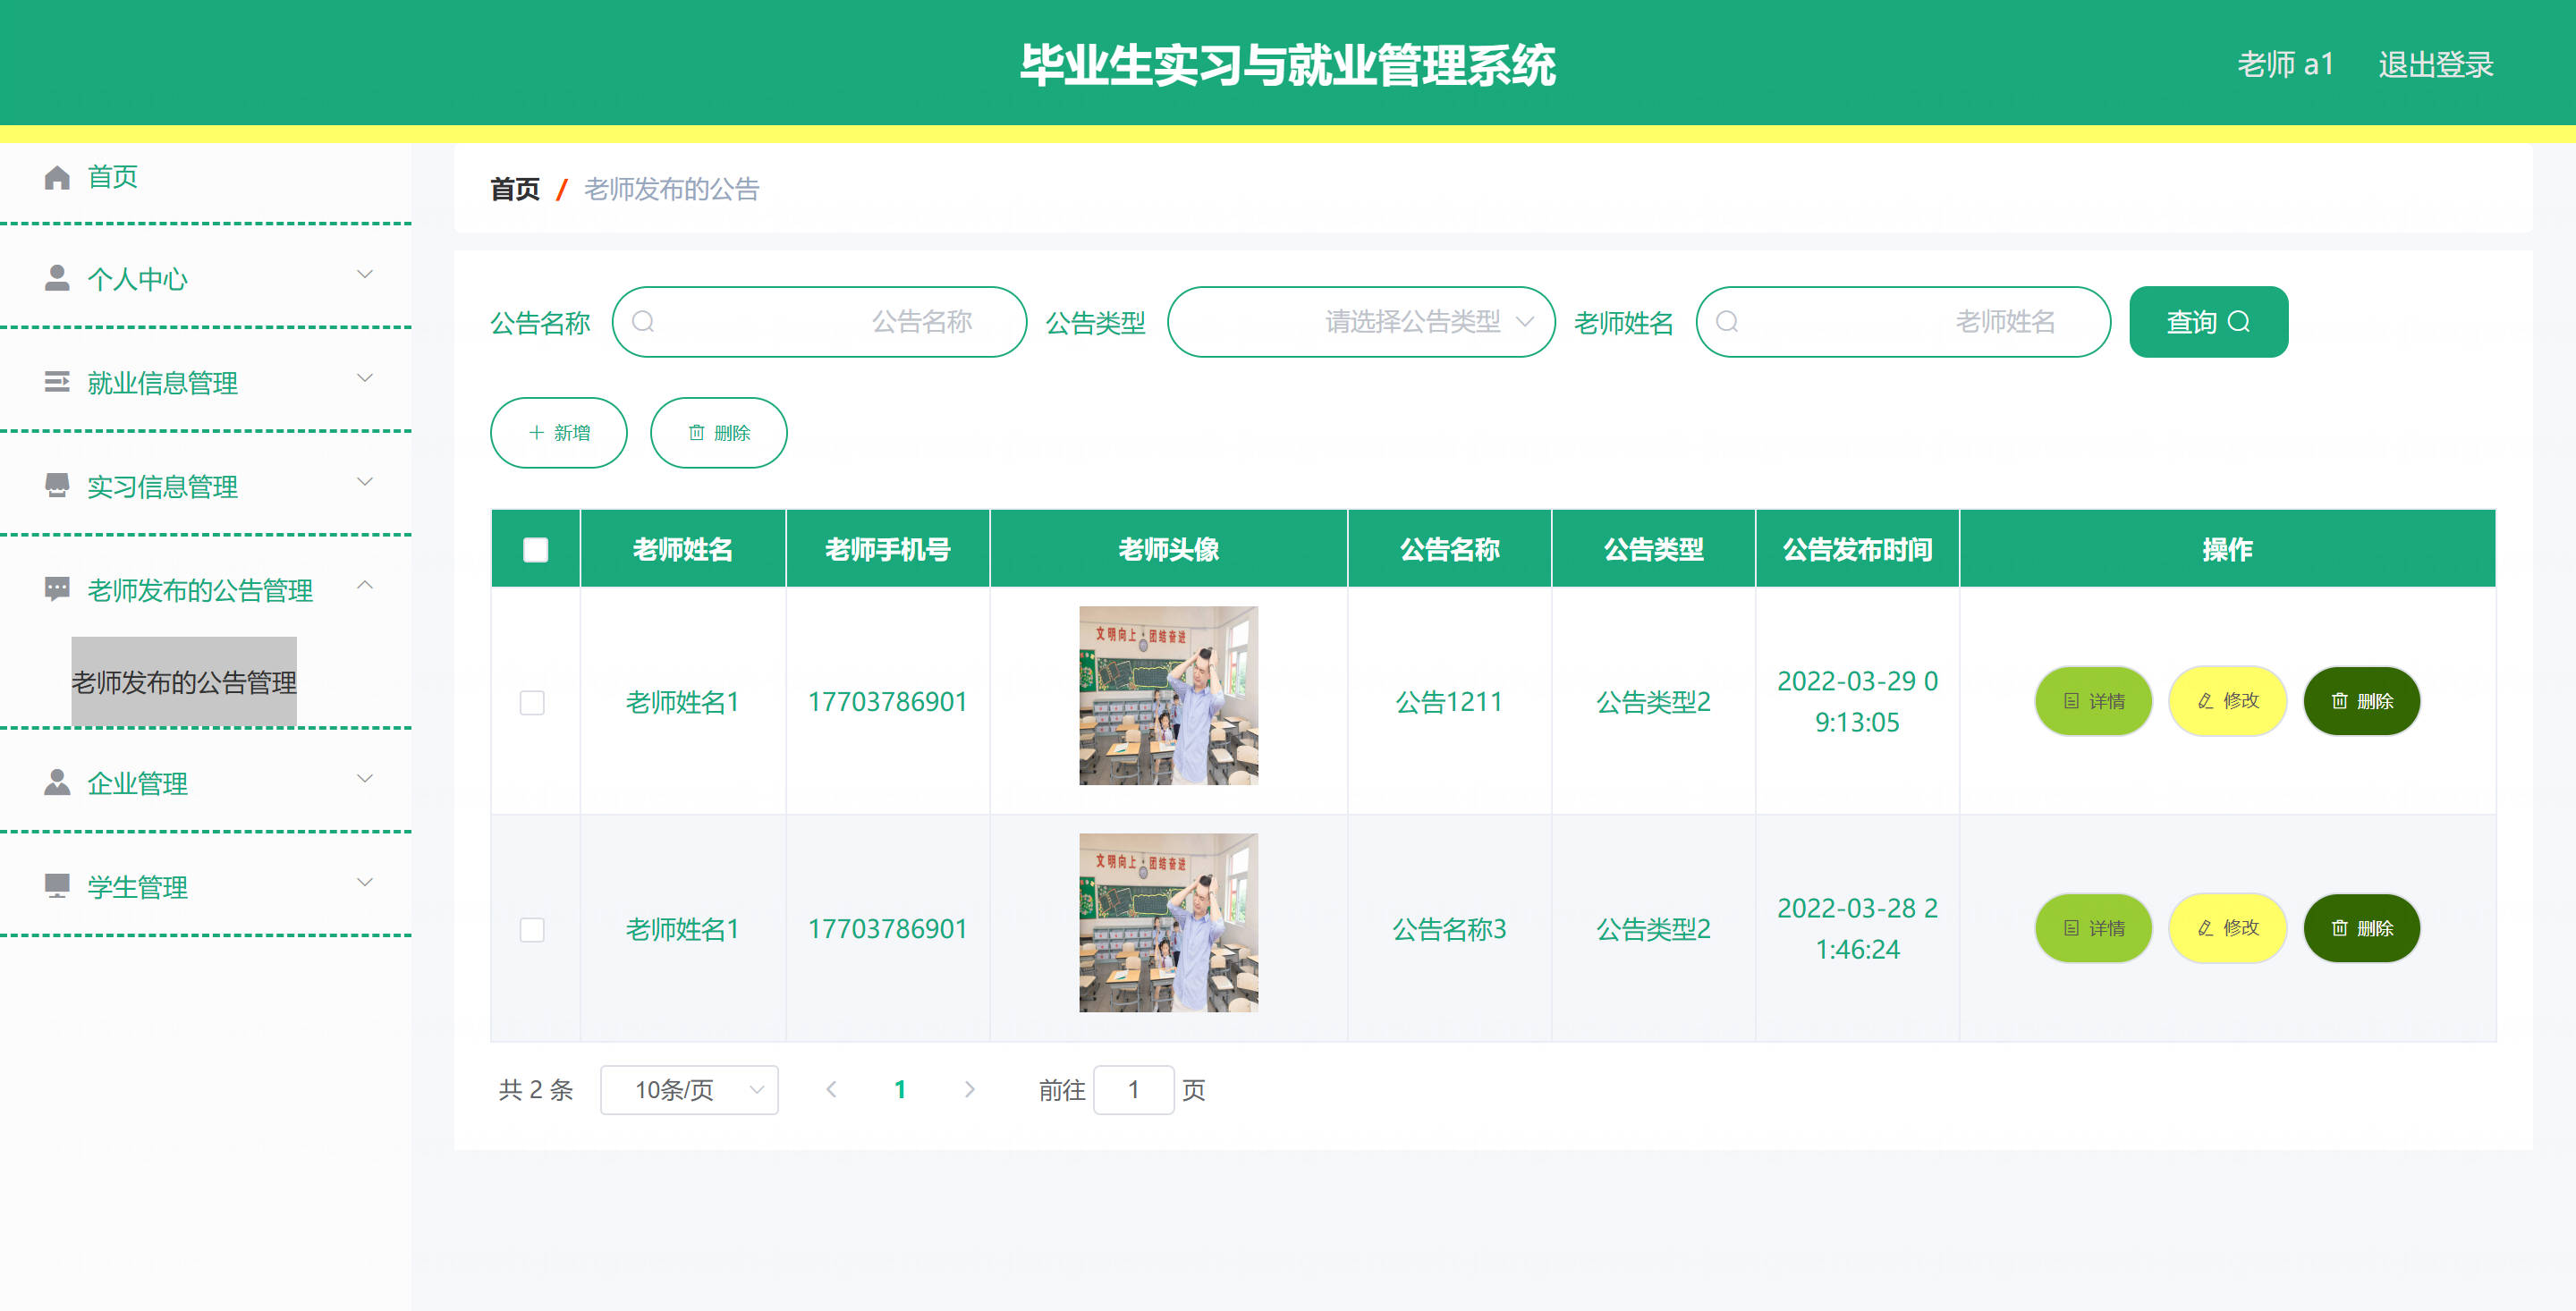 毕业生实习与就业管理系统
老师 a1 退出登录
首页
个人中心
就业信息管理
实习信息管理
老师发布的公告管理
老师发布的公告管理
企业管理
学生管理
首页 / 老师发布的公告
公告名称 公告名称 公告类型 请选择公告类型 老师姓名 老师姓名 查询
新增 删除
老师姓名 老师手机号 老师头像 公告名称 公告类型 公告发布时间 操作
文明向上·团结奋进
老师姓名1 17703786901 公告1211 公告类型2 2022-03-29 0
9:13:05
详情 修改 删除
文明向上·团结奋进
老师姓名1 17703786901 公告名称3 公告类型2 2022-03-28 2
1:46:24
详情 修改 删除
共 2 条 10条/页 1 前往 1 页